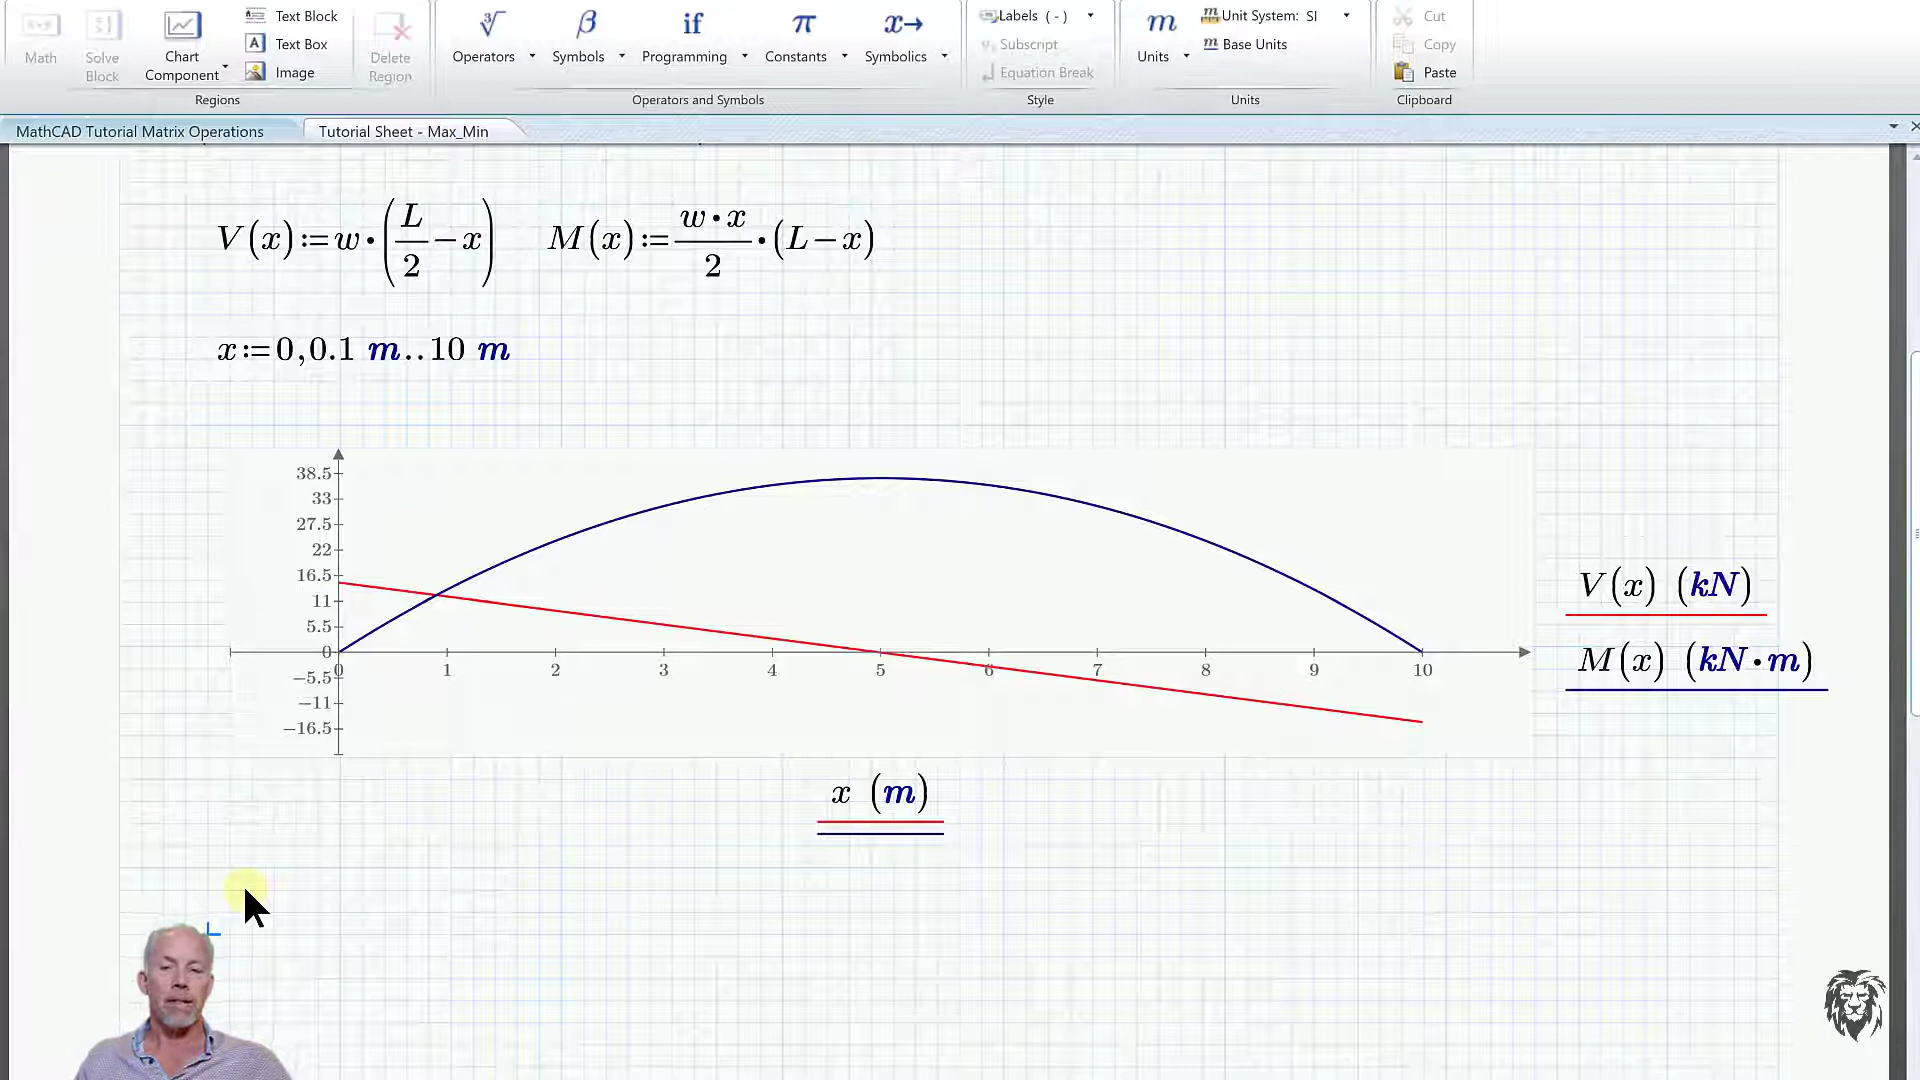 Math
Solve Block
Chart Component
Text Block
Text Box
Image
Delete Region
Regions
Operators
Symbols
Programming
Constants
Symbolics
Operators and Symbols
Labels ( - )
Subscript
Equation Break
Style
Units
Unit System: SI
Base Units
Units
Cut
Copy
Paste
Clipboard
MathCAD Tutorial Matrix Operations
Tutorial Sheet - Max_Min
V(x):=w•(L/2−x) M(x):=w•x/2•(L−x)
x:=0,0.1 m..10 m
38.5
33
27.5
22
16.5
11
5.5
0
−5.5
−11
−16.5
0 1 2 3 4 5 6 7 8 9 10
V(x) (kN)
M(x) (kN•m)
x (m)